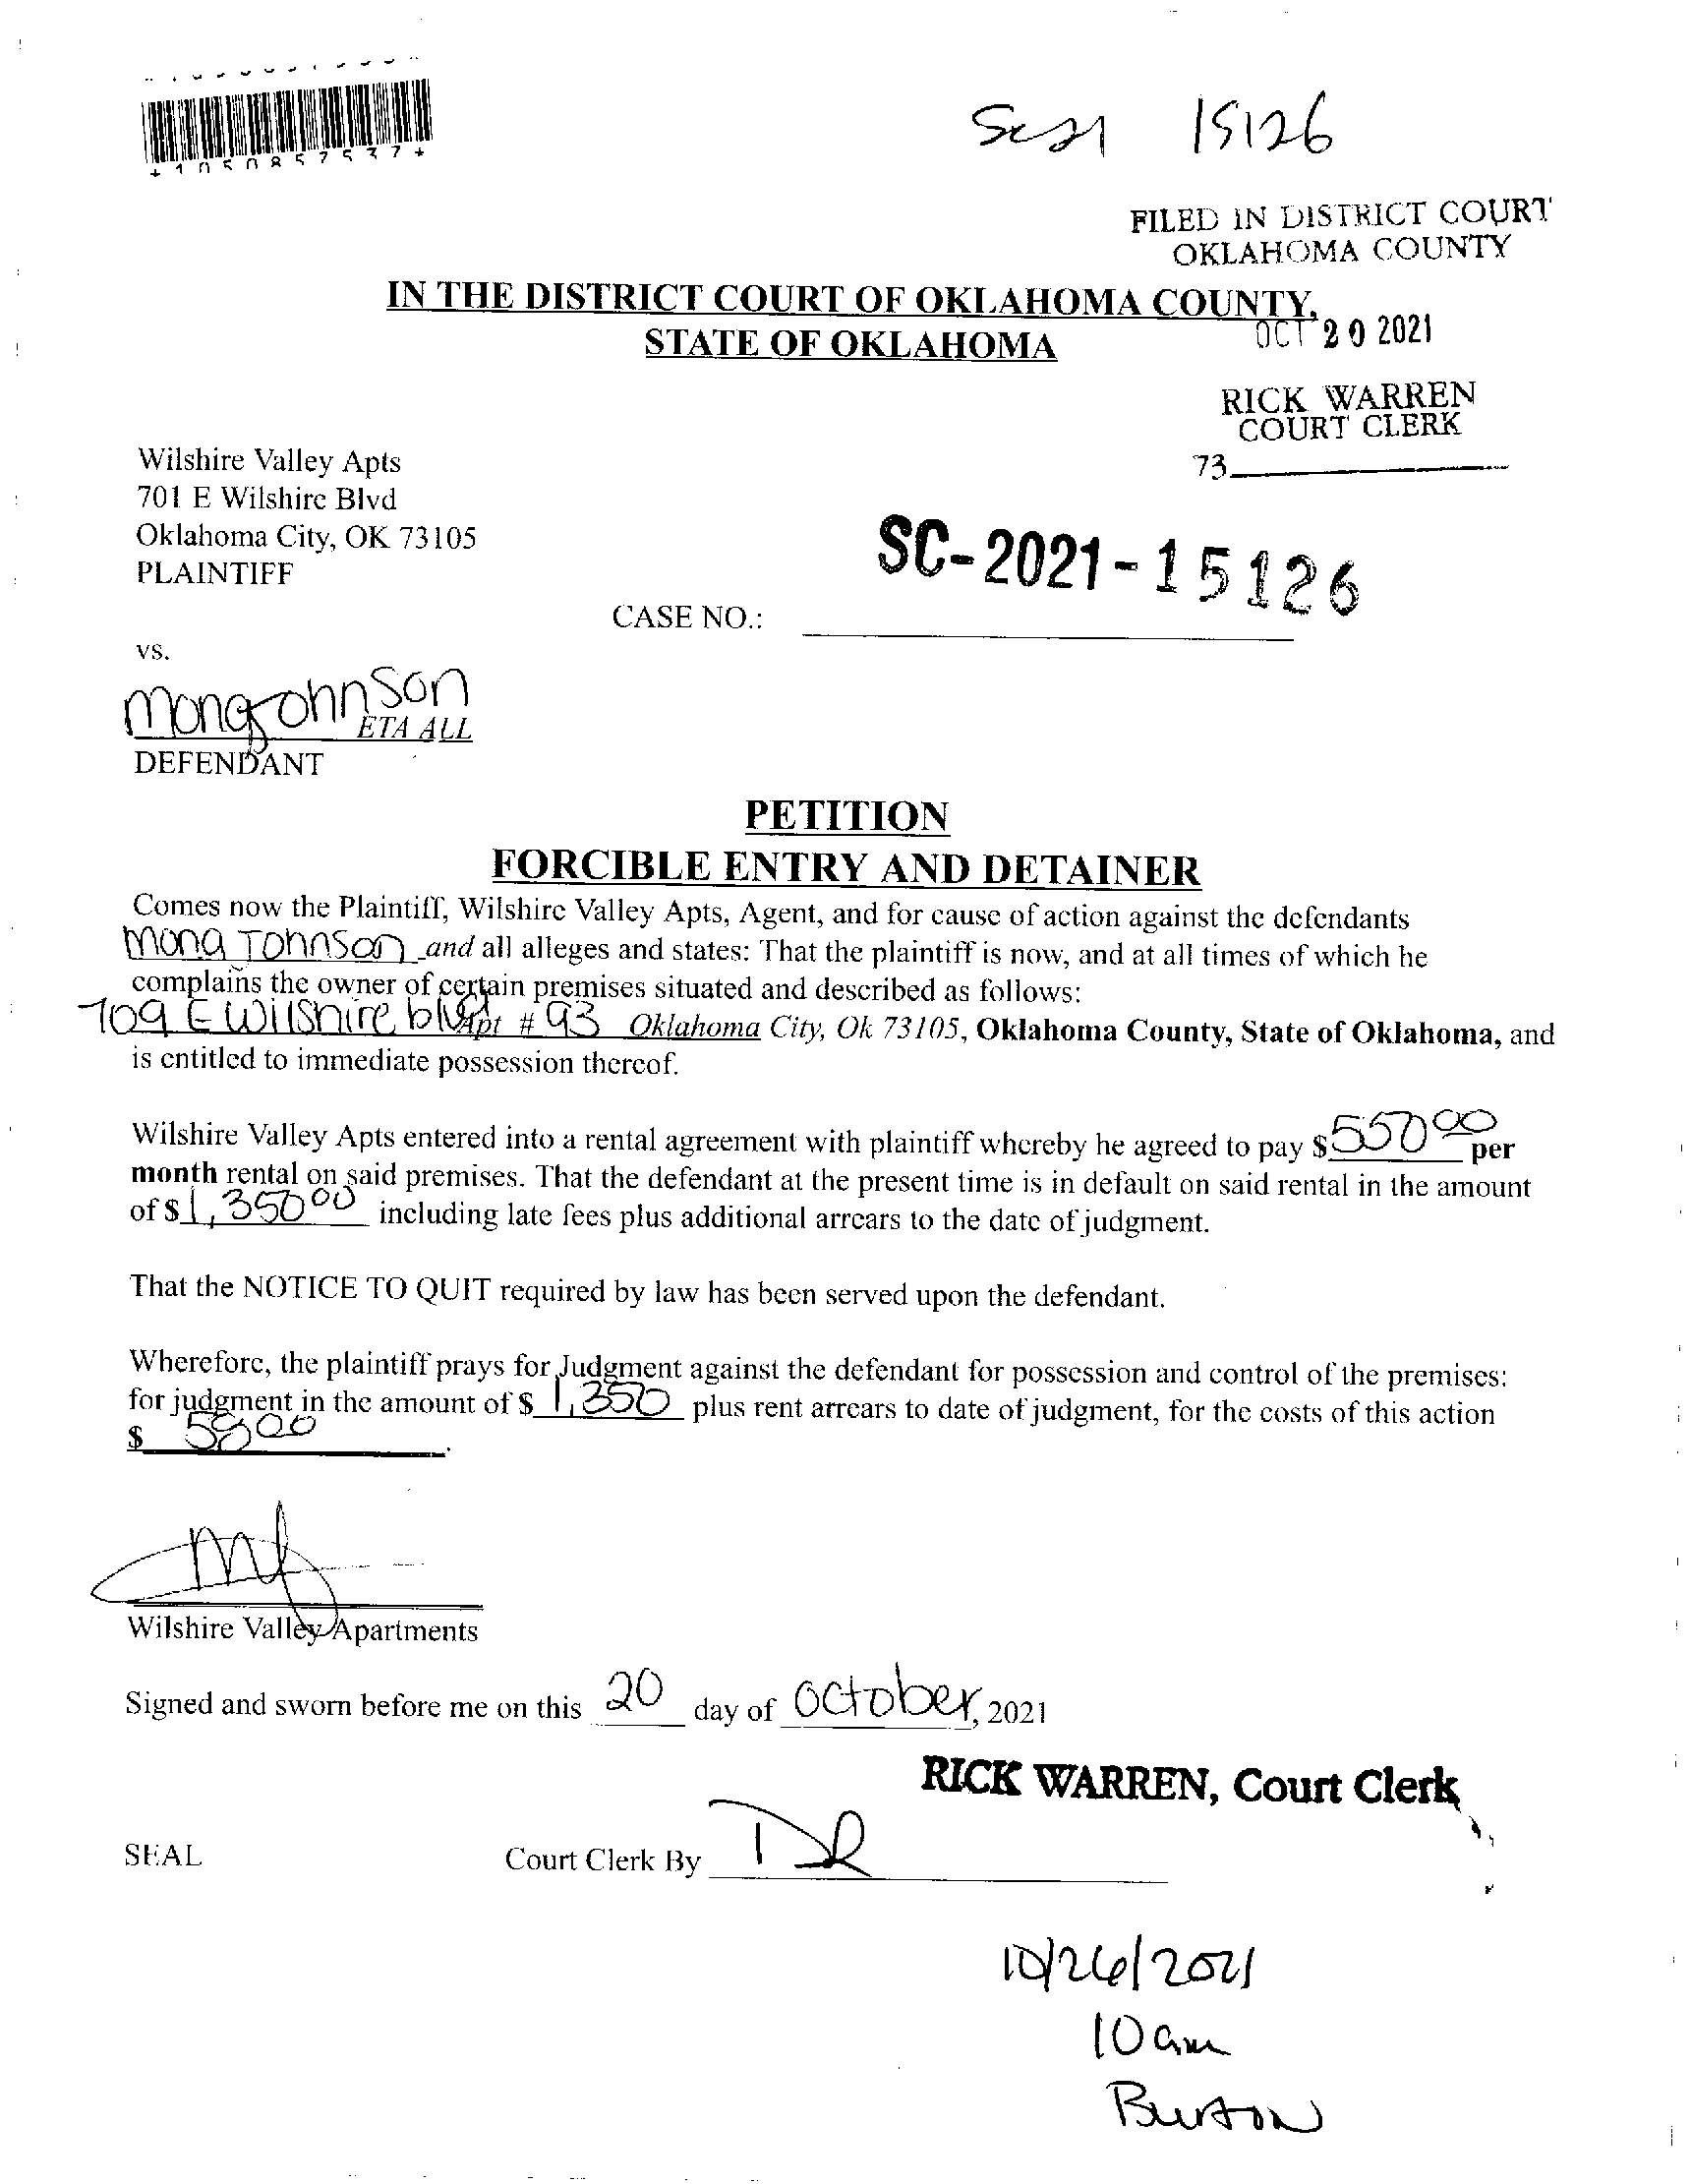 *1050857537*
SC21 15126
FILED IN DISTRICT COURT
OKLAHOMA COUNTY
IN THE DISTRICT COURT OF OKLAHOMA COUNTY,
STATE OF OKLAHOMA
OCT 20 2021
RICK WARREN
COURT CLERK
73
Wilshire Valley Apts
701 E Wilshire Blvd
Oklahoma City, OK 73105
PLAINTIFF
SC-2021-15126
CASE NO.:
vs.
Mona Johnson
ETA ALL
DEFENDANT
PETITION
FORCIBLE ENTRY AND DETAINER
Comes now the Plaintiff, Wilshire Valley Apts, Agent, and for cause of action against the defendants
Mona Johnson and all alleges and states: That the plaintiff is now, and at all times of which he
complains the owner of certain premises situated and described as follows:
709 E Wilshire blvd Apt # 93 Oklahoma City, Ok 73105, Oklahoma County, State of Oklahoma, and
is entitled to immediate possession thereof.
Wilshire Valley Apts entered into a rental agreement with plaintiff whereby he agreed to pay $ 550.00 per
month rental on said premises. That the defendant at the present time is in default on said rental in the amount
of $ 1,350.00 including late fees plus additional arrears to the date of judgment.
That the NOTICE TO QUIT required by law has been served upon the defendant.
Wherefore, the plaintiff prays for Judgment against the defendant for possession and control of the premises:
for judgment in the amount of $ 1,350 plus rent arrears to date of judgment, for the costs of this action
$ 58.00.
Wilshire Valley Apartments
Signed and sworn before me on this 20 day of October, 2021
RICK WARREN, Court Clerk
SEAL Court Clerk By DR
10/26/2021
10 am
Burton